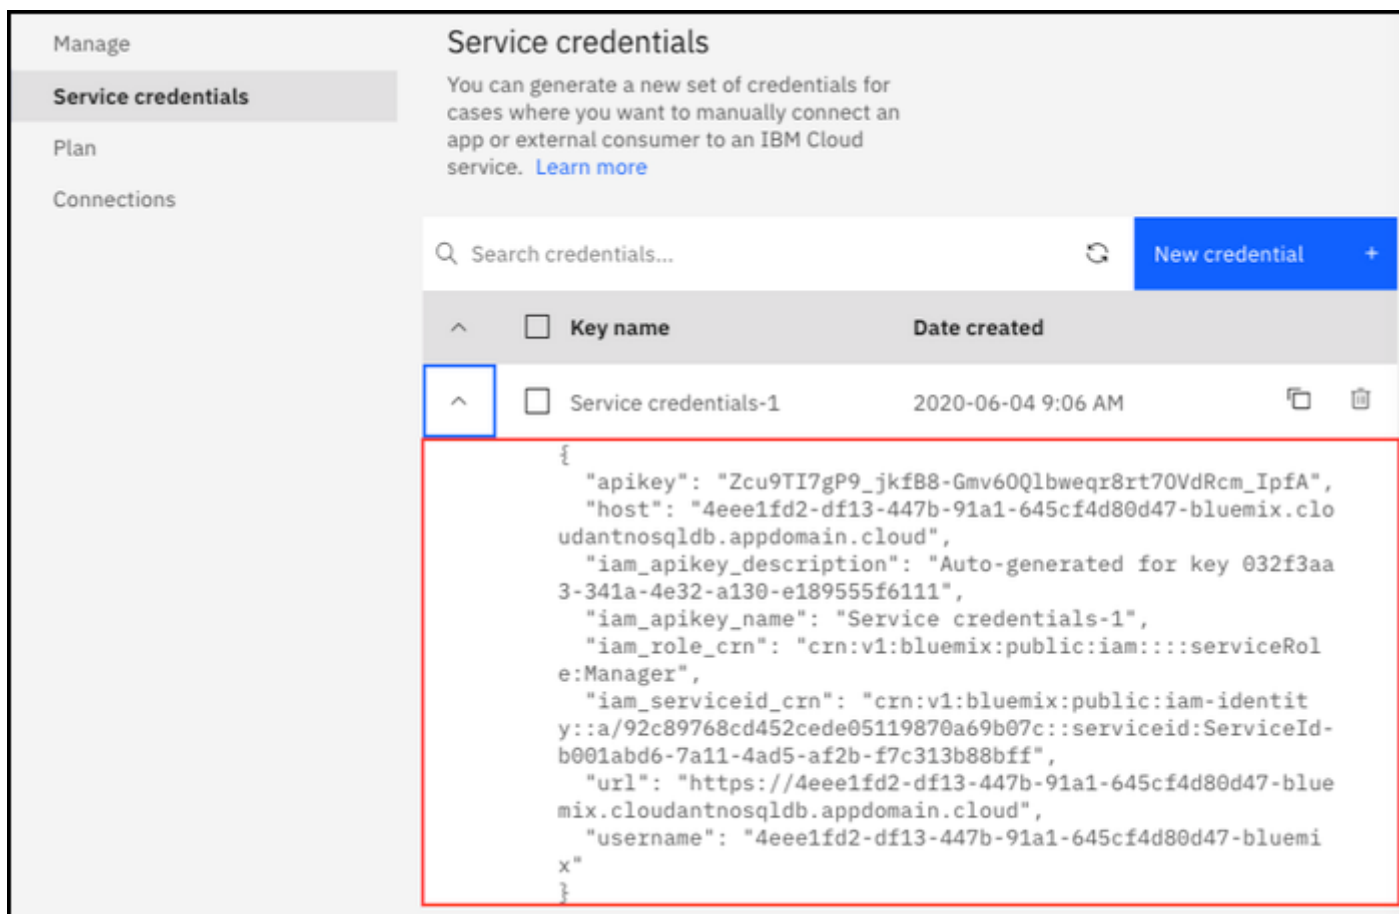 Manage
Service credentials
Plan
Connections
Service credentials
You can generate a new set of credentials for
cases where you want to manually connect an
app or external consumer to an IBM Cloud
service. Learn more
Search credentials...
New credential +
Key name Date created
Service credentials-1 2020-06-04 9:06 AM
{
"apikey": "Zcu9TI7gP9_jkfB8-Gmv6OQlbweqr8rt7OVdRcm_IpfA",
"host": "4eee1fd2-df13-447b-91a1-645cf4d80d47-bluemix.clo
udantnosqldb.appdomain.cloud",
"iam_apikey_description": "Auto-generated for key 032f3aa
3-341a-4e32-a130-e189555f6111",
"iam_apikey_name": "Service credentials-1",
"iam_role_crn": "crn:v1:bluemix:public:iam::::serviceRol
e:Manager",
"iam_serviceid_crn": "crn:v1:bluemix:public:iam-identit
y::a/92c89768cd452cede05119870a69b07c::serviceid:ServiceId-
b001abd6-7a11-4ad5-af2b-f7c313b88bff",
"url": "https://4eee1fd2-df13-447b-91a1-645cf4d80d47-blue
mix.cloudantnosqldb.appdomain.cloud",
"username": "4eee1fd2-df13-447b-91a1-645cf4d80d47-bluemi
x"
}